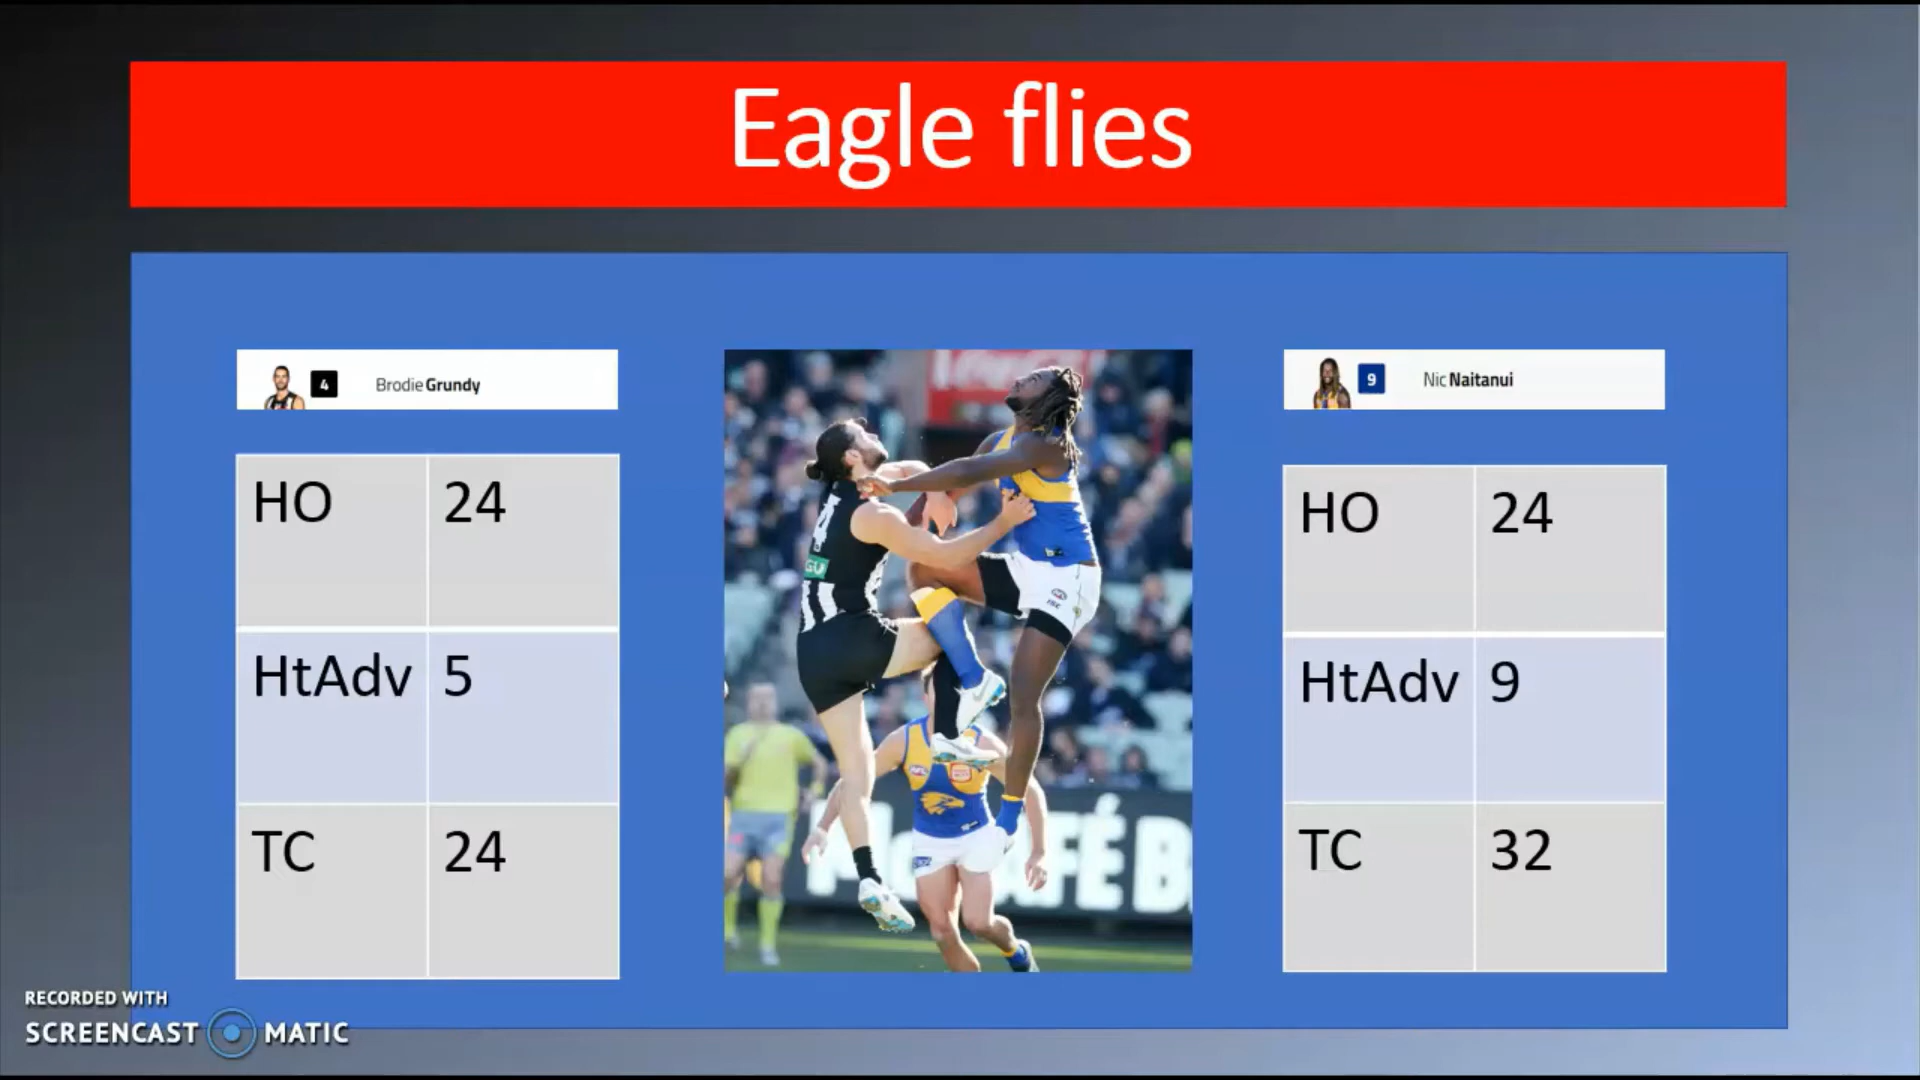 Eagle flies
4 Brodie Grundy
HO 24
HtAdv 5
TC 24
4
9 Nic Naitanui
HO 24
HtAdv 9
TC 32
RECORDED WITH
SCREENCAST MATIC